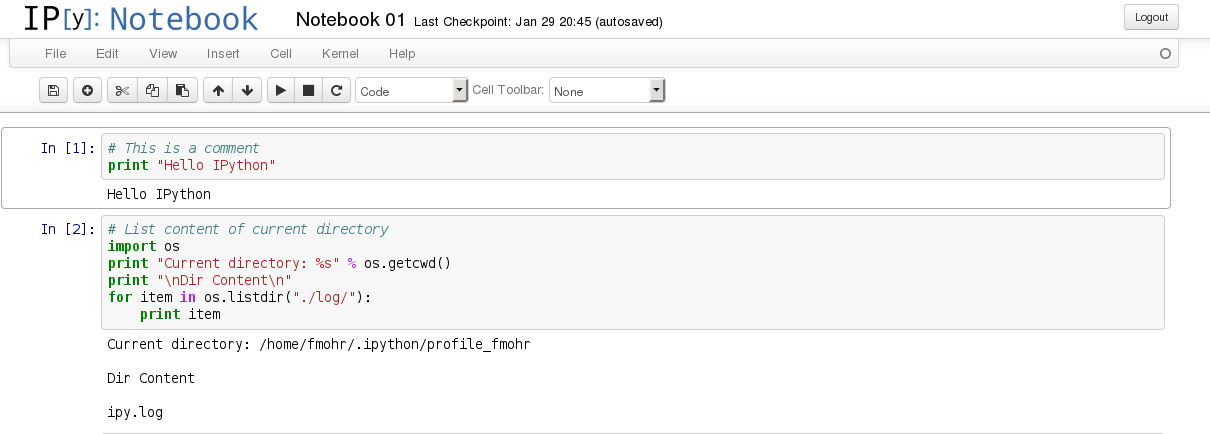 IP[y]: Notebook Notebook 01 Last Checkpoint: Jan 29 20:45 (autosaved) Logout
File Edit View Insert Cell Kernel Help
Code Cell Toolbar: None
In [1]: # This is a comment
print "Hello IPython"
Hello IPython
In [2]: # List content of current directory
import os
print "Current directory: %s" % os.getcwd()
print "\nDir Content\n"
for item in os.listdir("./log/"):
    print item
Current directory: /home/fmohr/.ipython/profile_fmohr
Dir Content
ipy.log